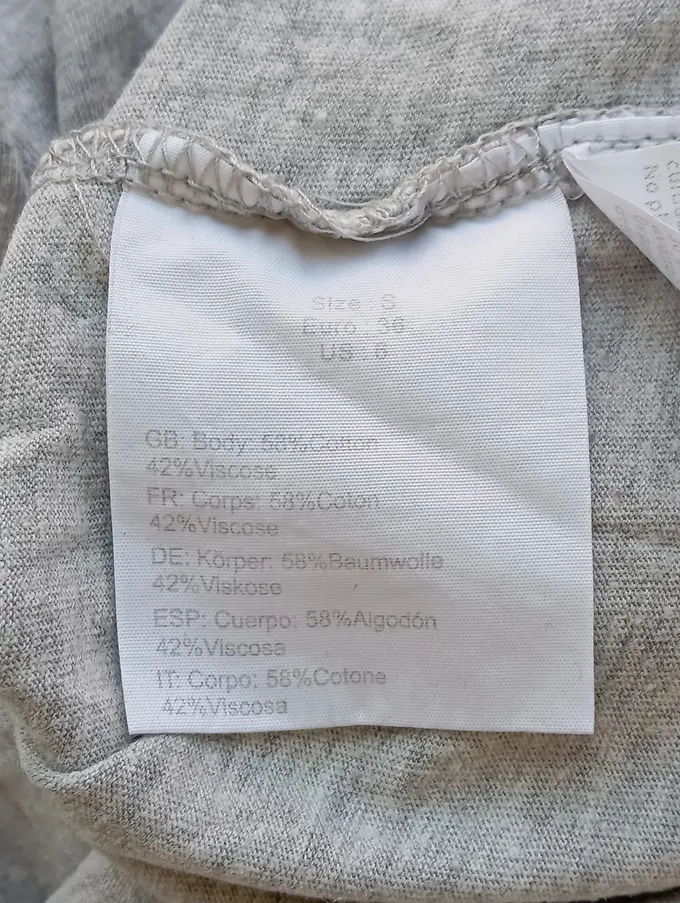 Size : S
Euro : 36
US : 6
GB: Body: 58%Cotton
42%Viscose
FR: Corps: 58%Coton
42%Viscose
DE: Körper: 58%Baumwolle
42%Viskose
ESP: Cuerpo: 58%Algodón
42%Viscosa
IT: Corpo: 58%Cotone
42%Viscosa